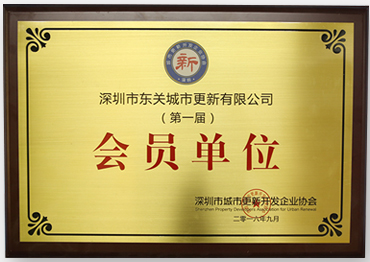 新
深圳市东关城市更新有限公司
（第一届）
会员单位
深圳市城市更新开发企业协会
Shenzhen Property Developers Association for Urban Renewal
二零一六年九月